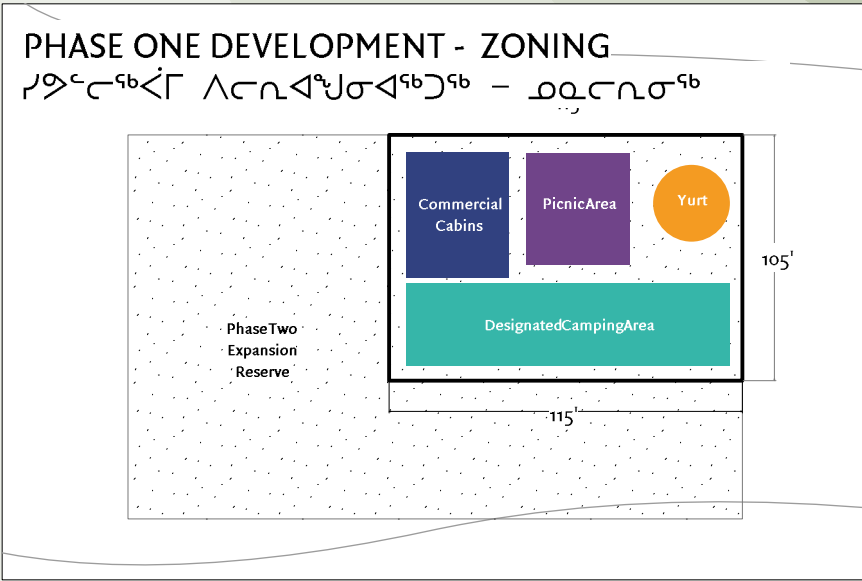 PHASE ONE DEVELOPMENT - ZONING
ᓯᕗᓪᓕᖅᐹᒥ ᐱᓕᕆᐊᖑᓂᐊᖅᑐᖅ – ᓄᓇᓕᕆᓂᖅ
Commercial
Cabins
PicnicArea
Yurt
105'
DesignatedCampingArea
PhaseTwo
Expansion
Reserve
115'